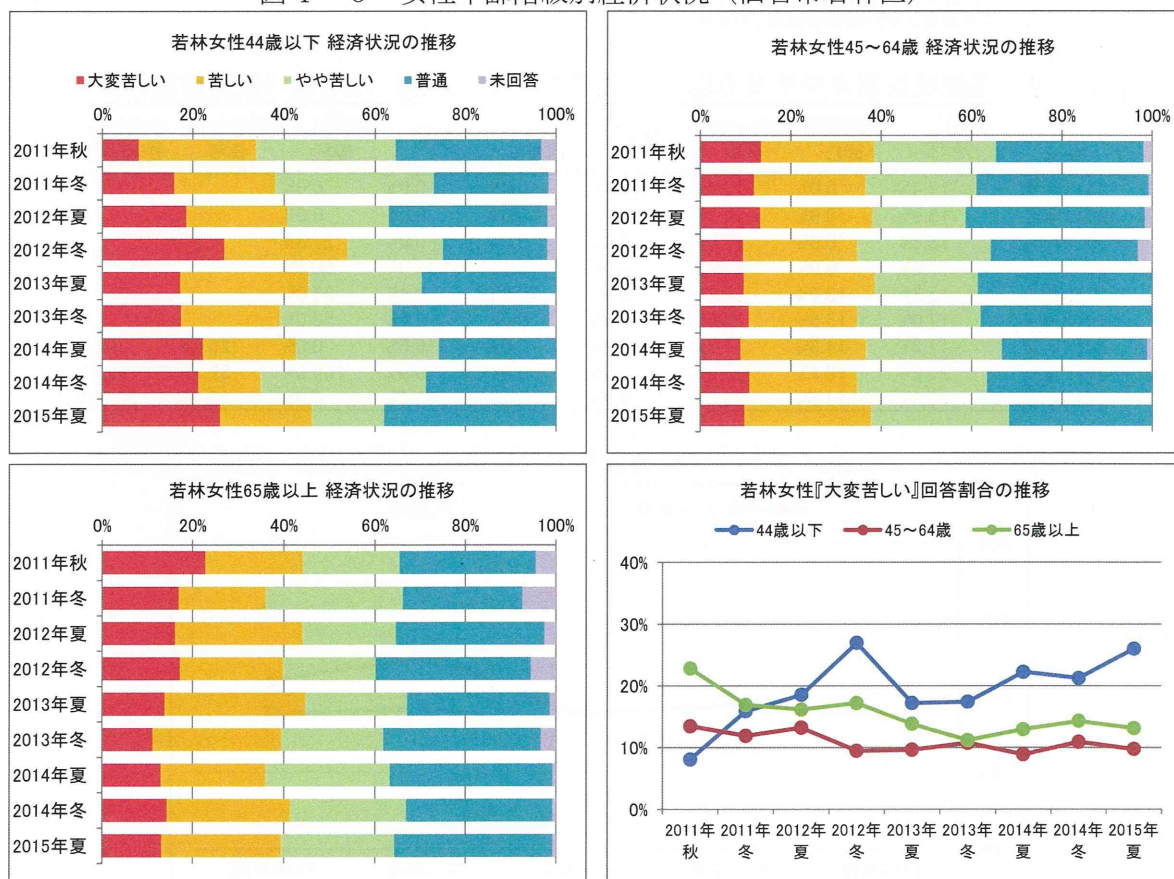 若林女性44歳以下 経済状況の推移
大変苦しい 苦しい やや苦しい 普通 未回答
0% 20% 40% 60% 80% 100%
2011年秋
2011年冬
2012年夏
2012年冬
2013年夏
2013年冬
2014年夏
2014年冬
2015年夏
若林女性45～64歳 経済状況の推移
0% 20% 40% 60% 80% 100%
2011年秋
2011年冬
2012年夏
2012年冬
2013年夏
2013年冬
2014年夏
2014年冬
2015年夏
若林女性65歳以上 経済状況の推移
0% 20% 40% 60% 80% 100%
2011年秋
2011年冬
2012年夏
2012年冬
2013年夏
2013年冬
2014年夏
2014年冬
2015年夏
若林女性『大変苦しい』回答割合の推移
44歳以下 45～64歳 65歳以上
40%
30%
20%
10%
0%
2011年 2011年 2012年 2012年 2013年 2013年 2014年 2014年 2015年
秋 冬 夏 冬 夏 冬 夏 冬 夏